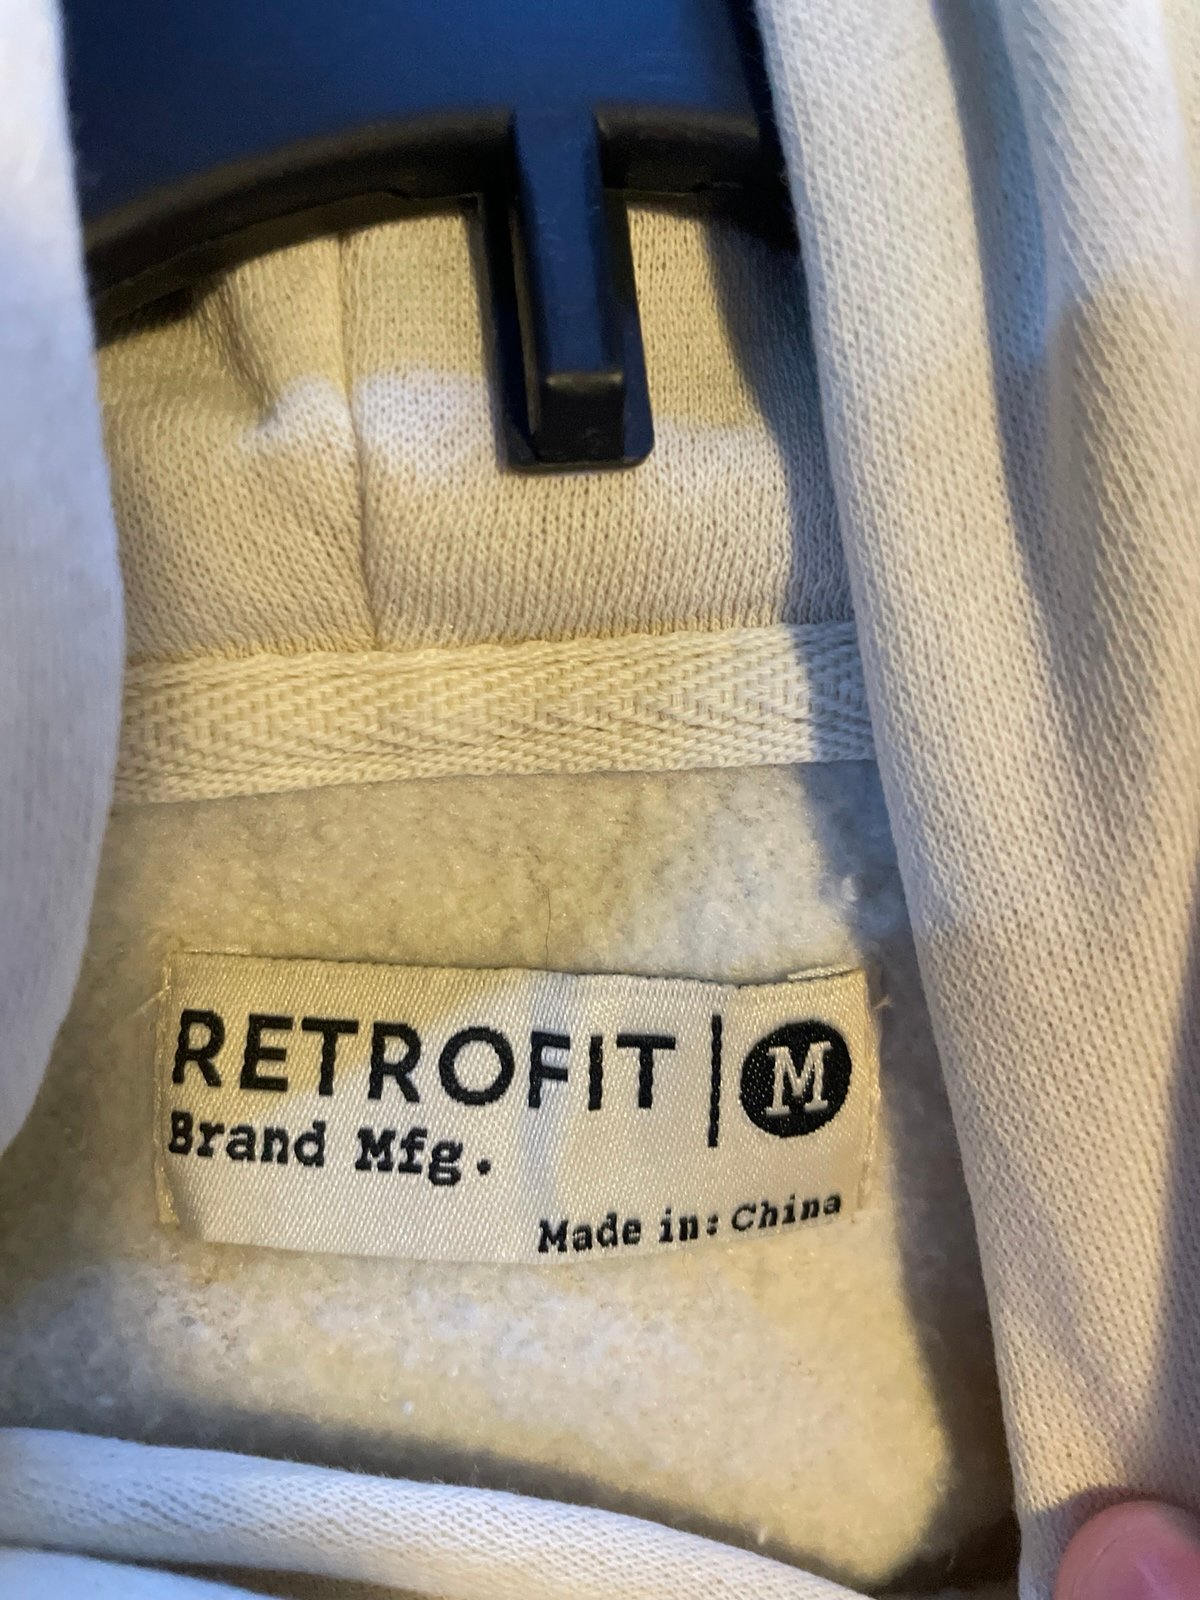 RETROFIT | M
Brand Mfg.
Made in: China